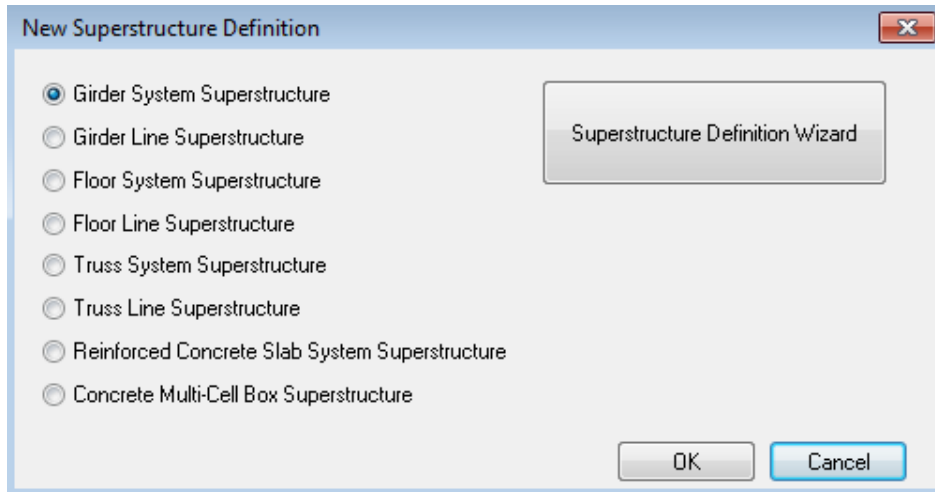 New Superstructure Definition
Girder System Superstructure
Girder Line Superstructure
Floor System Superstructure
Floor Line Superstructure
Truss System Superstructure
Truss Line Superstructure
Reinforced Concrete Slab System Superstructure
Concrete Multi-Cell Box Superstructure
Superstructure Definition Wizard
OK
Cancel